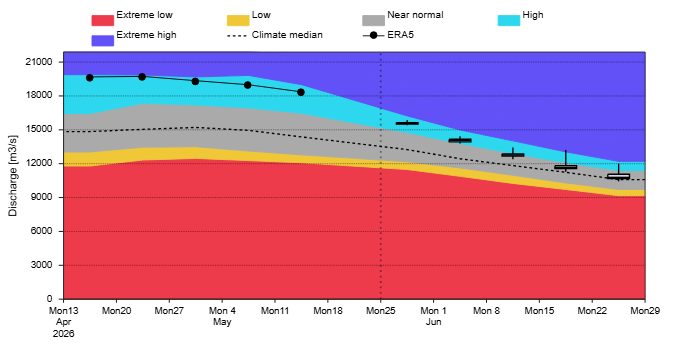 Extreme low Low Near normal High
Extreme high Climate median ERA5
21000
18000
15000
12000
9000
6000
3000
0
Discharge [m3/s]
Mon13 Mon20 Mon27 Mon 4 Mon11 Mon18 Mon25 Mon 1 Mon 8 Mon15 Mon22 Mon29
Apr May Jun
2026